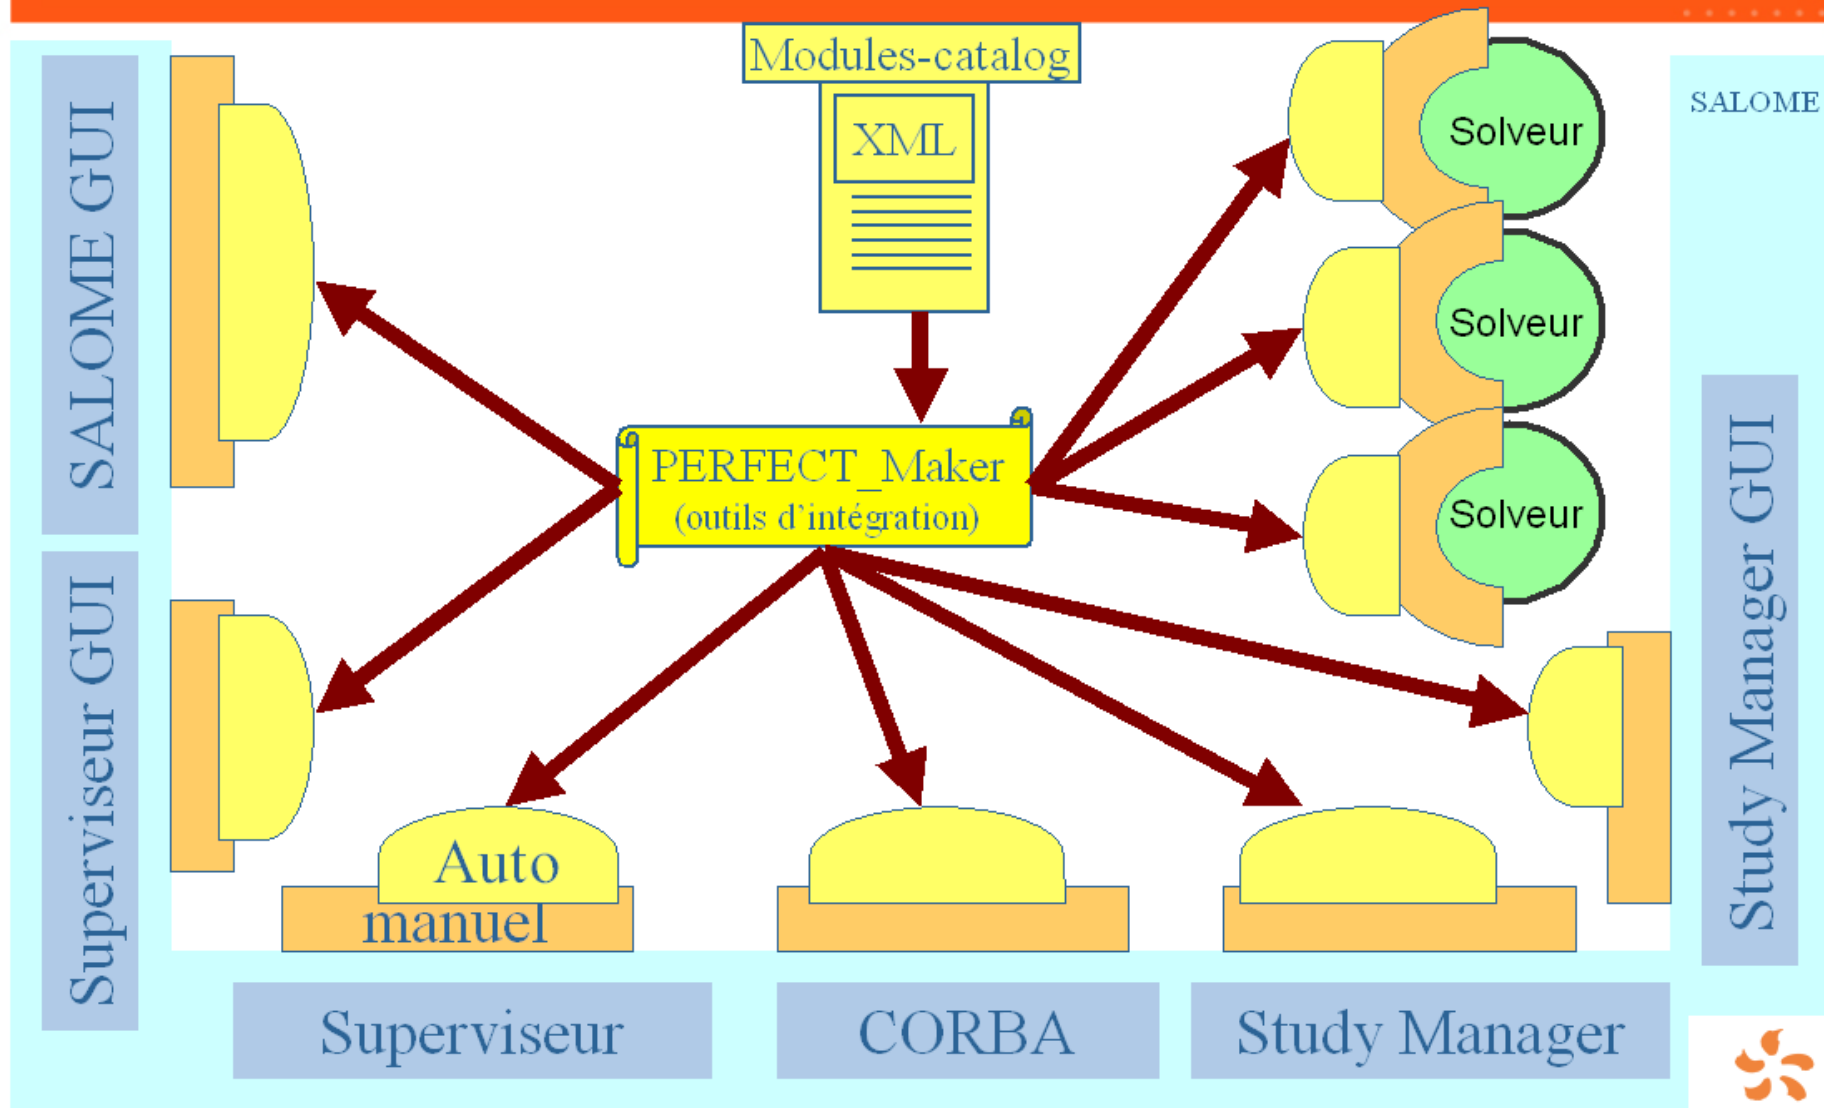 Modules-catalog
XML
SALOME
Solveur
Solveur
Solveur
SALOME GUI
PERFECT_Maker
(outils d’intégration)
Superviseur GUI
Study Manager GUI
Auto
manuel
Superviseur
CORBA
Study Manager